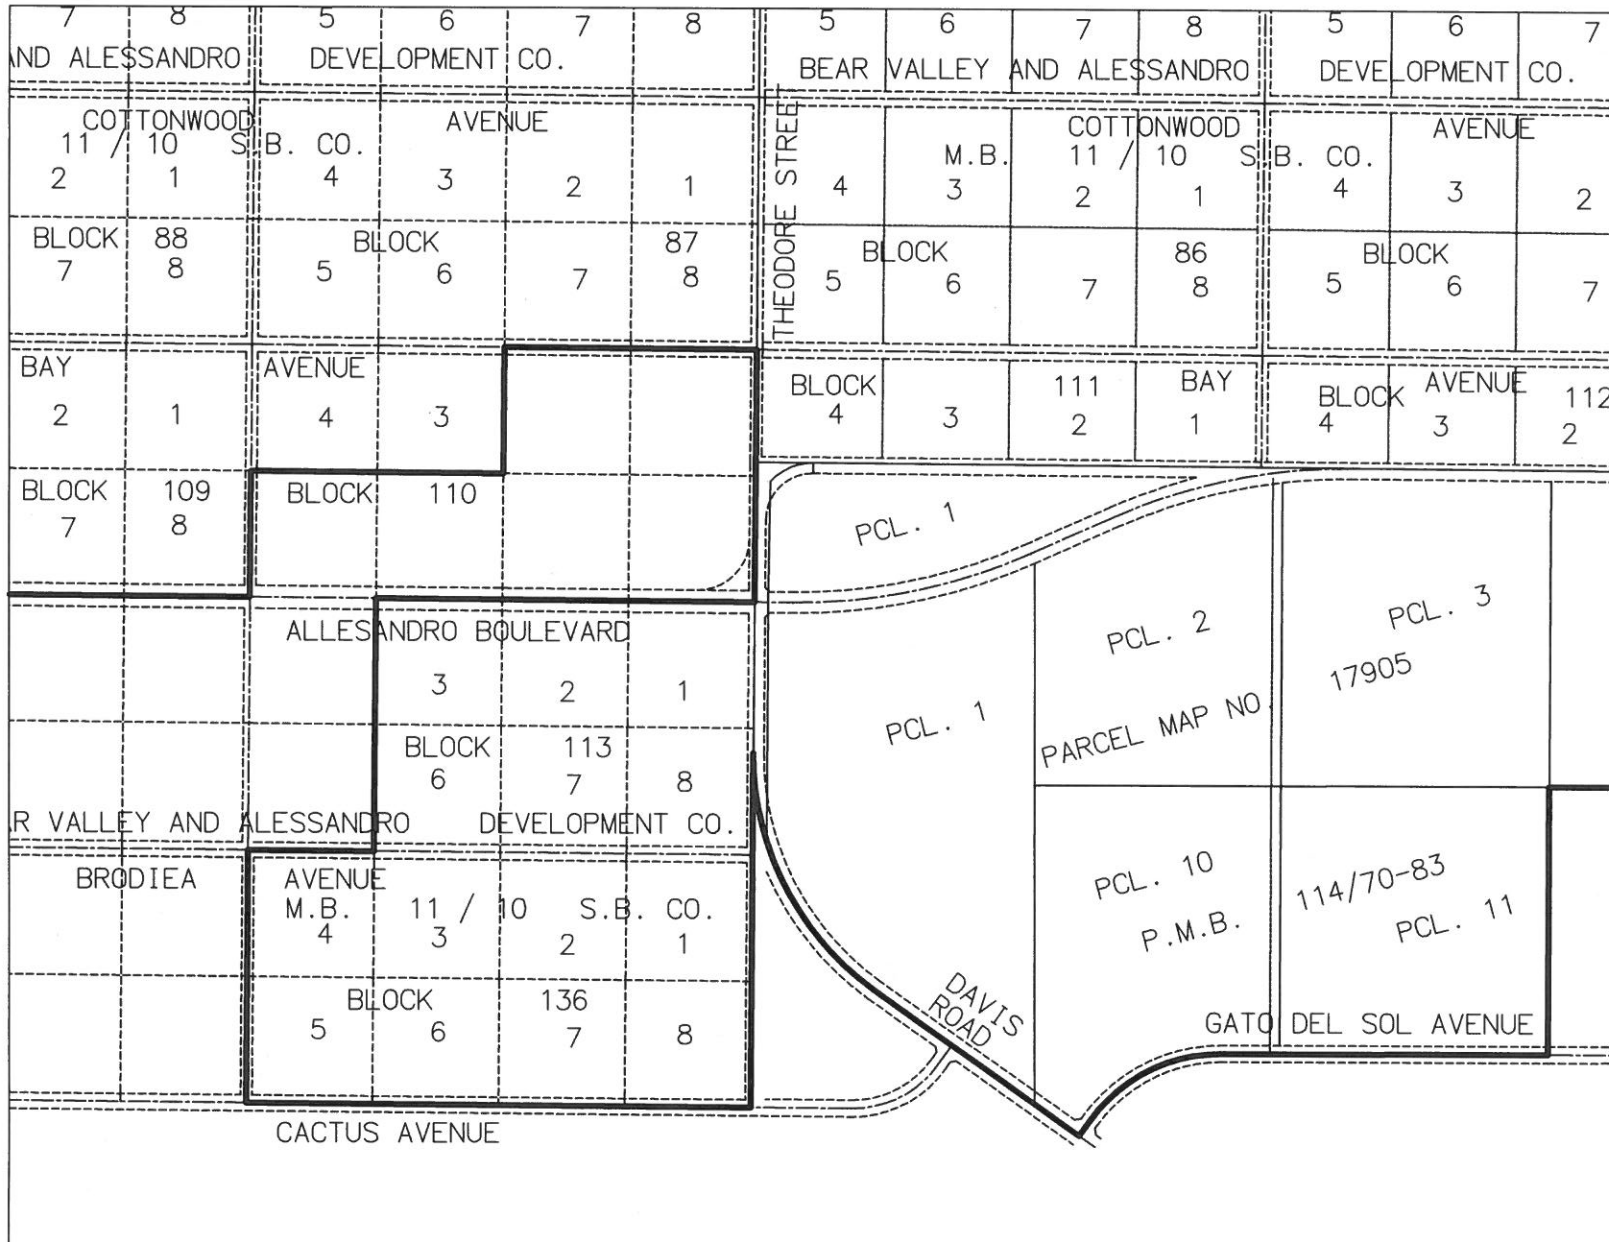 7 8 5 6 7 8 5 6 7 8 5 6 7
AND ALESSANDRO DEVELOPMENT CO. BEAR VALLEY AND ALESSANDRO DEVELOPMENT CO.
COTTONWOOD AVENUE COTTONWOOD AVENUE
11 / 10 S.B. CO. M.B. 11 / 10 S.B. CO.
2 1 4 3 2 1 4 3 2 1 4 3 2
THEODORE STREET
BLOCK 88 BLOCK 87 BLOCK 86 BLOCK
7 8 5 6 7 8 5 6 7 8 5 6 7
BAY AVENUE BLOCK 111 BAY BLOCK AVENUE 112
2 1 4 3 4 3 2 1 4 3 2
BLOCK 109 BLOCK 110
7 8
PCL. 1
ALLESANDRO BOULEVARD
PCL. 2 PCL. 3
3 2 1
17905
PCL. 1
PARCEL MAP NO.
BLOCK 113
6 7 8
AR VALLEY AND ALESSANDRO DEVELOPMENT CO.
BRODIEA AVENUE
PCL. 10 114/70-83
M.B. 11 / 10 S.B. CO.
P.M.B. PCL. 11
4 3 2 1
BLOCK 136
5 6 7 8
DAVIS
ROAD
GATO DEL SOL AVENUE
CACTUS AVENUE